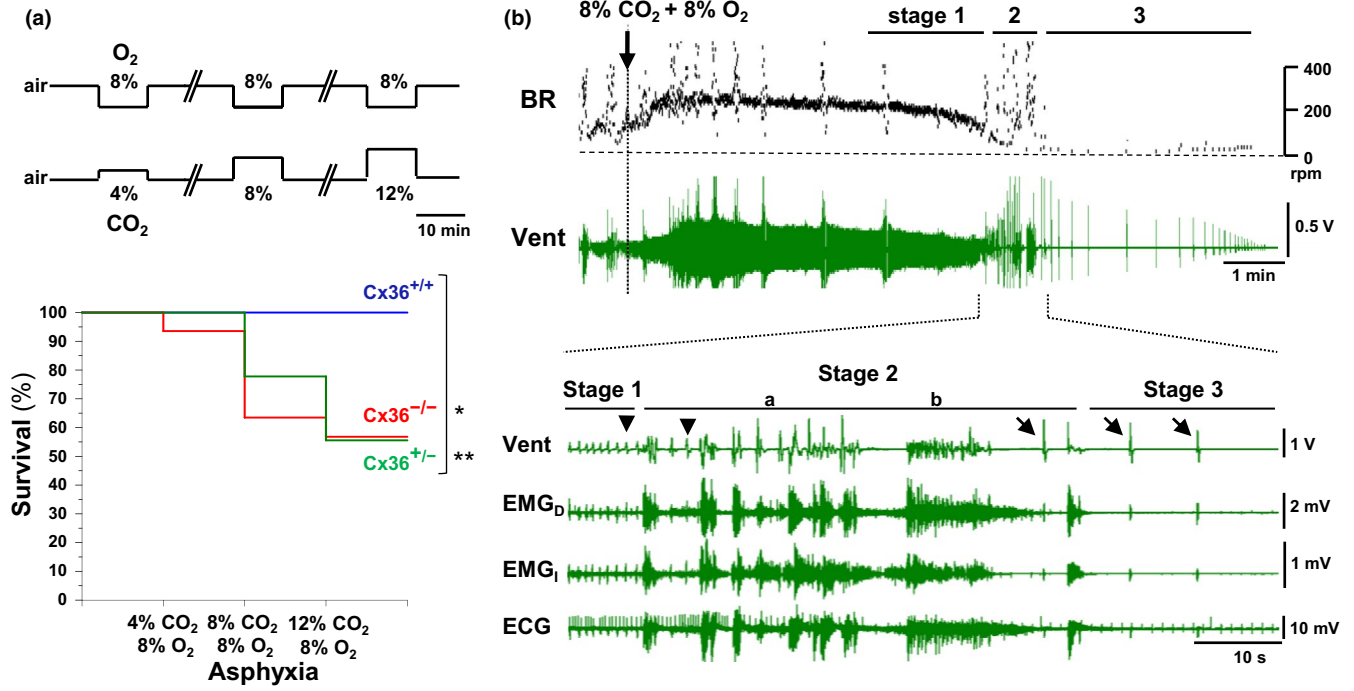 (a)
O₂
air 8% 8% 8%
air 4% 8% 12%
CO₂
10 min
Survival (%)
100
90
80
70
60
50
40
30
20
10
0
Cx36⁺/⁺
Cx36⁻/⁻ *
Cx36⁺/⁻ **
4% CO₂ 8% CO₂ 12% CO₂
8% O₂ 8% O₂ 8% O₂
Asphyxia
(b)
8% CO₂ + 8% O₂
stage 1 2 3
BR
400
200
0
rpm
Vent
0.5 V
1 min
Stage 1 Stage 2 Stage 3
a b
Vent 1 V
EMG_D 2 mV
EMG_I 1 mV
ECG 10 mV
10 s